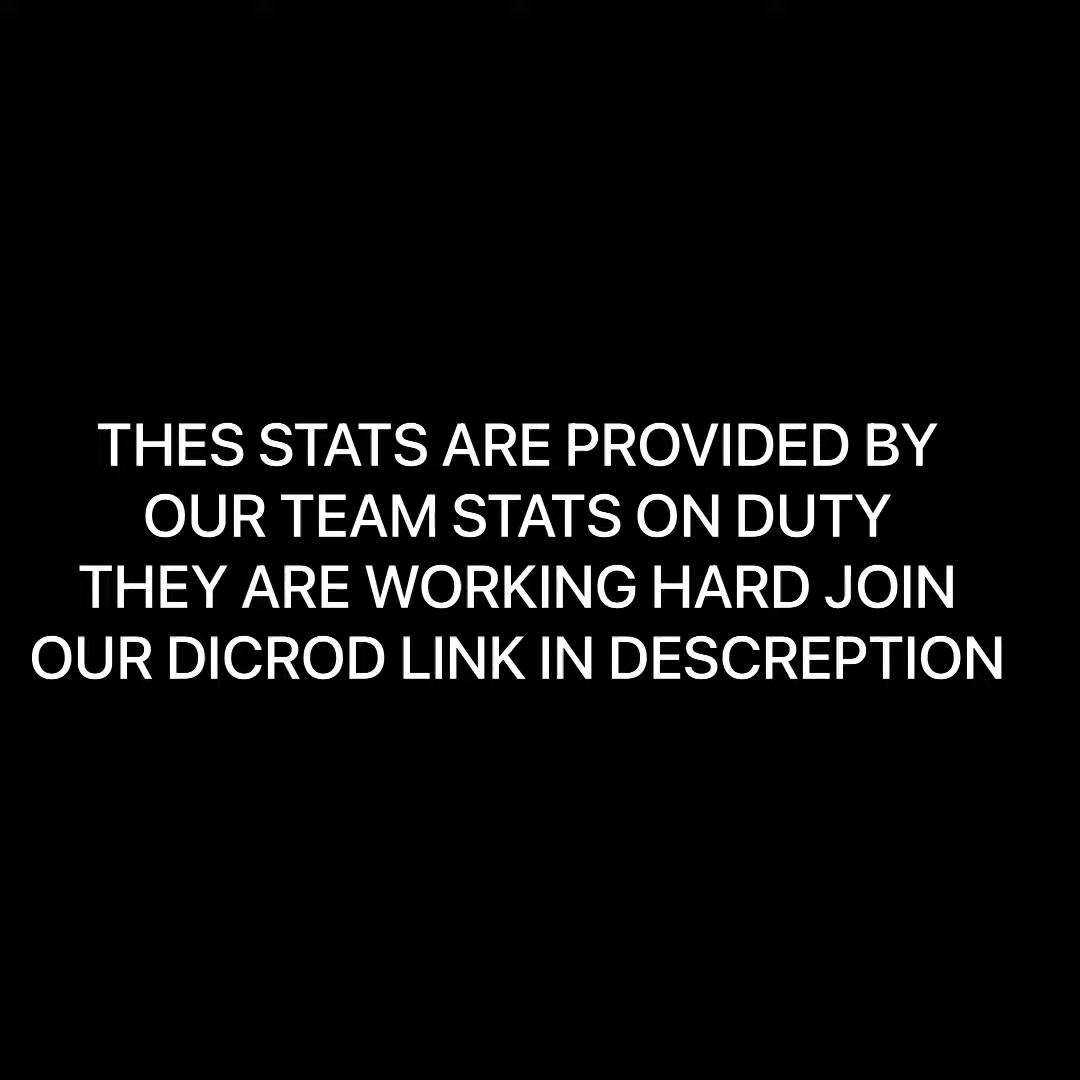 THES STATS ARE PROVIDED BY
OUR TEAM STATS ON DUTY
THEY ARE WORKING HARD JOIN
OUR DICROD LINK IN DESCREPTION